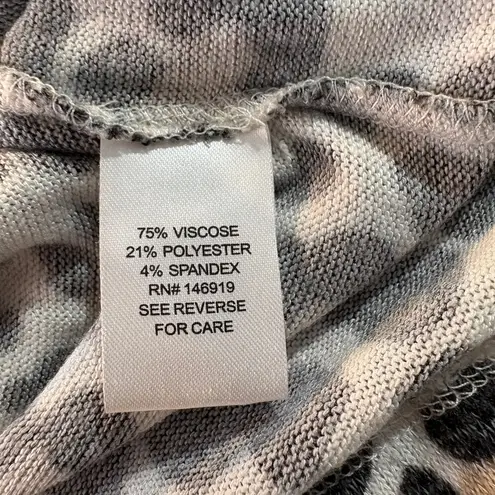 75% VISCOSE
21% POLYESTER
4% SPANDEX
RN# 146919
SEE REVERSE
FOR CARE